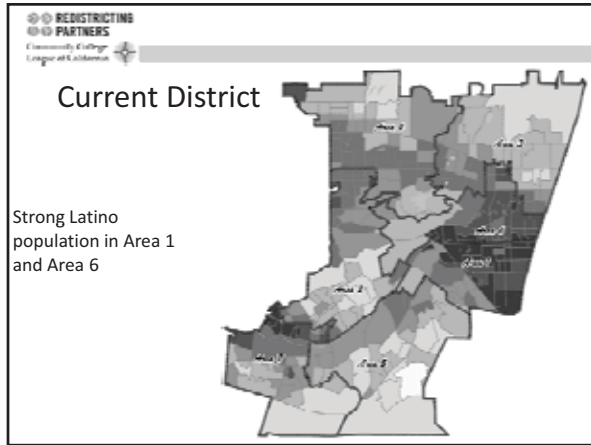 REDISTRICTING
PARTNERS
Community College
League of California
Current District
Strong Latino
population in Area 1
and Area 6